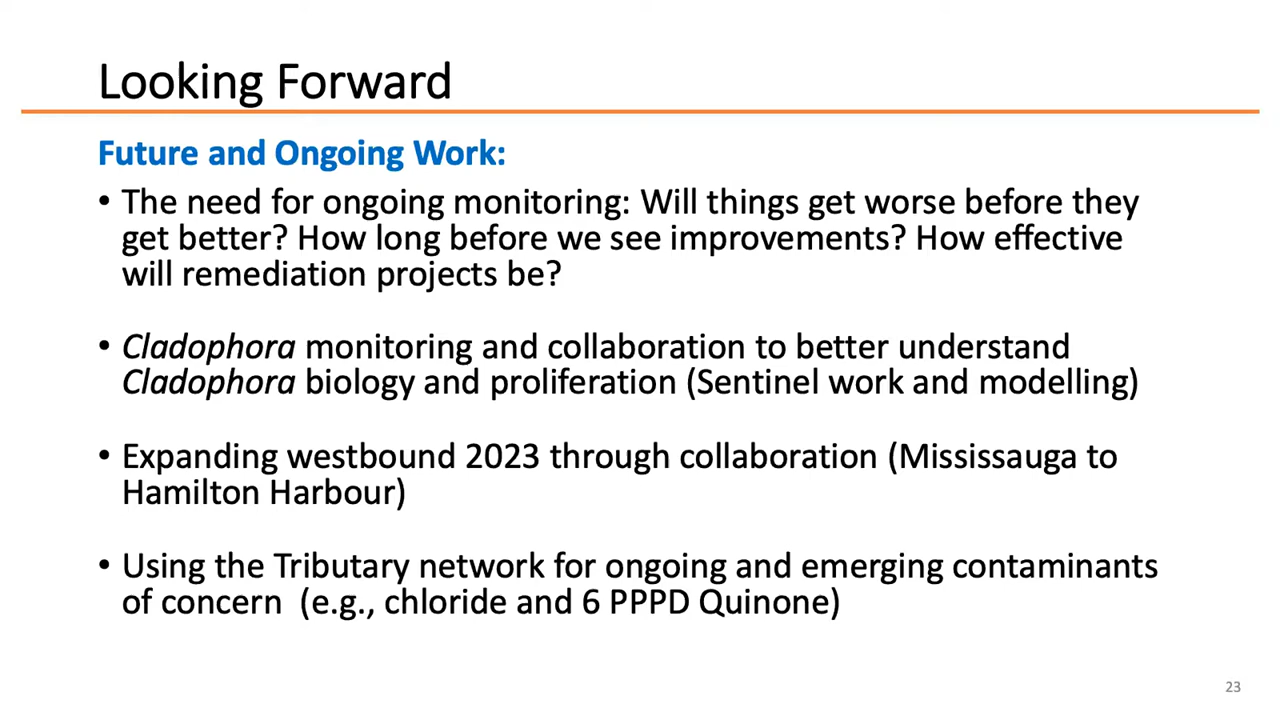 Looking Forward
Future and Ongoing Work:
• The need for ongoing monitoring: Will things get worse before they
get better? How long before we see improvements? How effective
will remediation projects be?
• Cladophora monitoring and collaboration to better understand
Cladophora biology and proliferation (Sentinel work and modelling)
• Expanding westbound 2023 through collaboration (Mississauga to
Hamilton Harbour)
• Using the Tributary network for ongoing and emerging contaminants
of concern  (e.g., chloride and 6 PPPD Quinone)
23